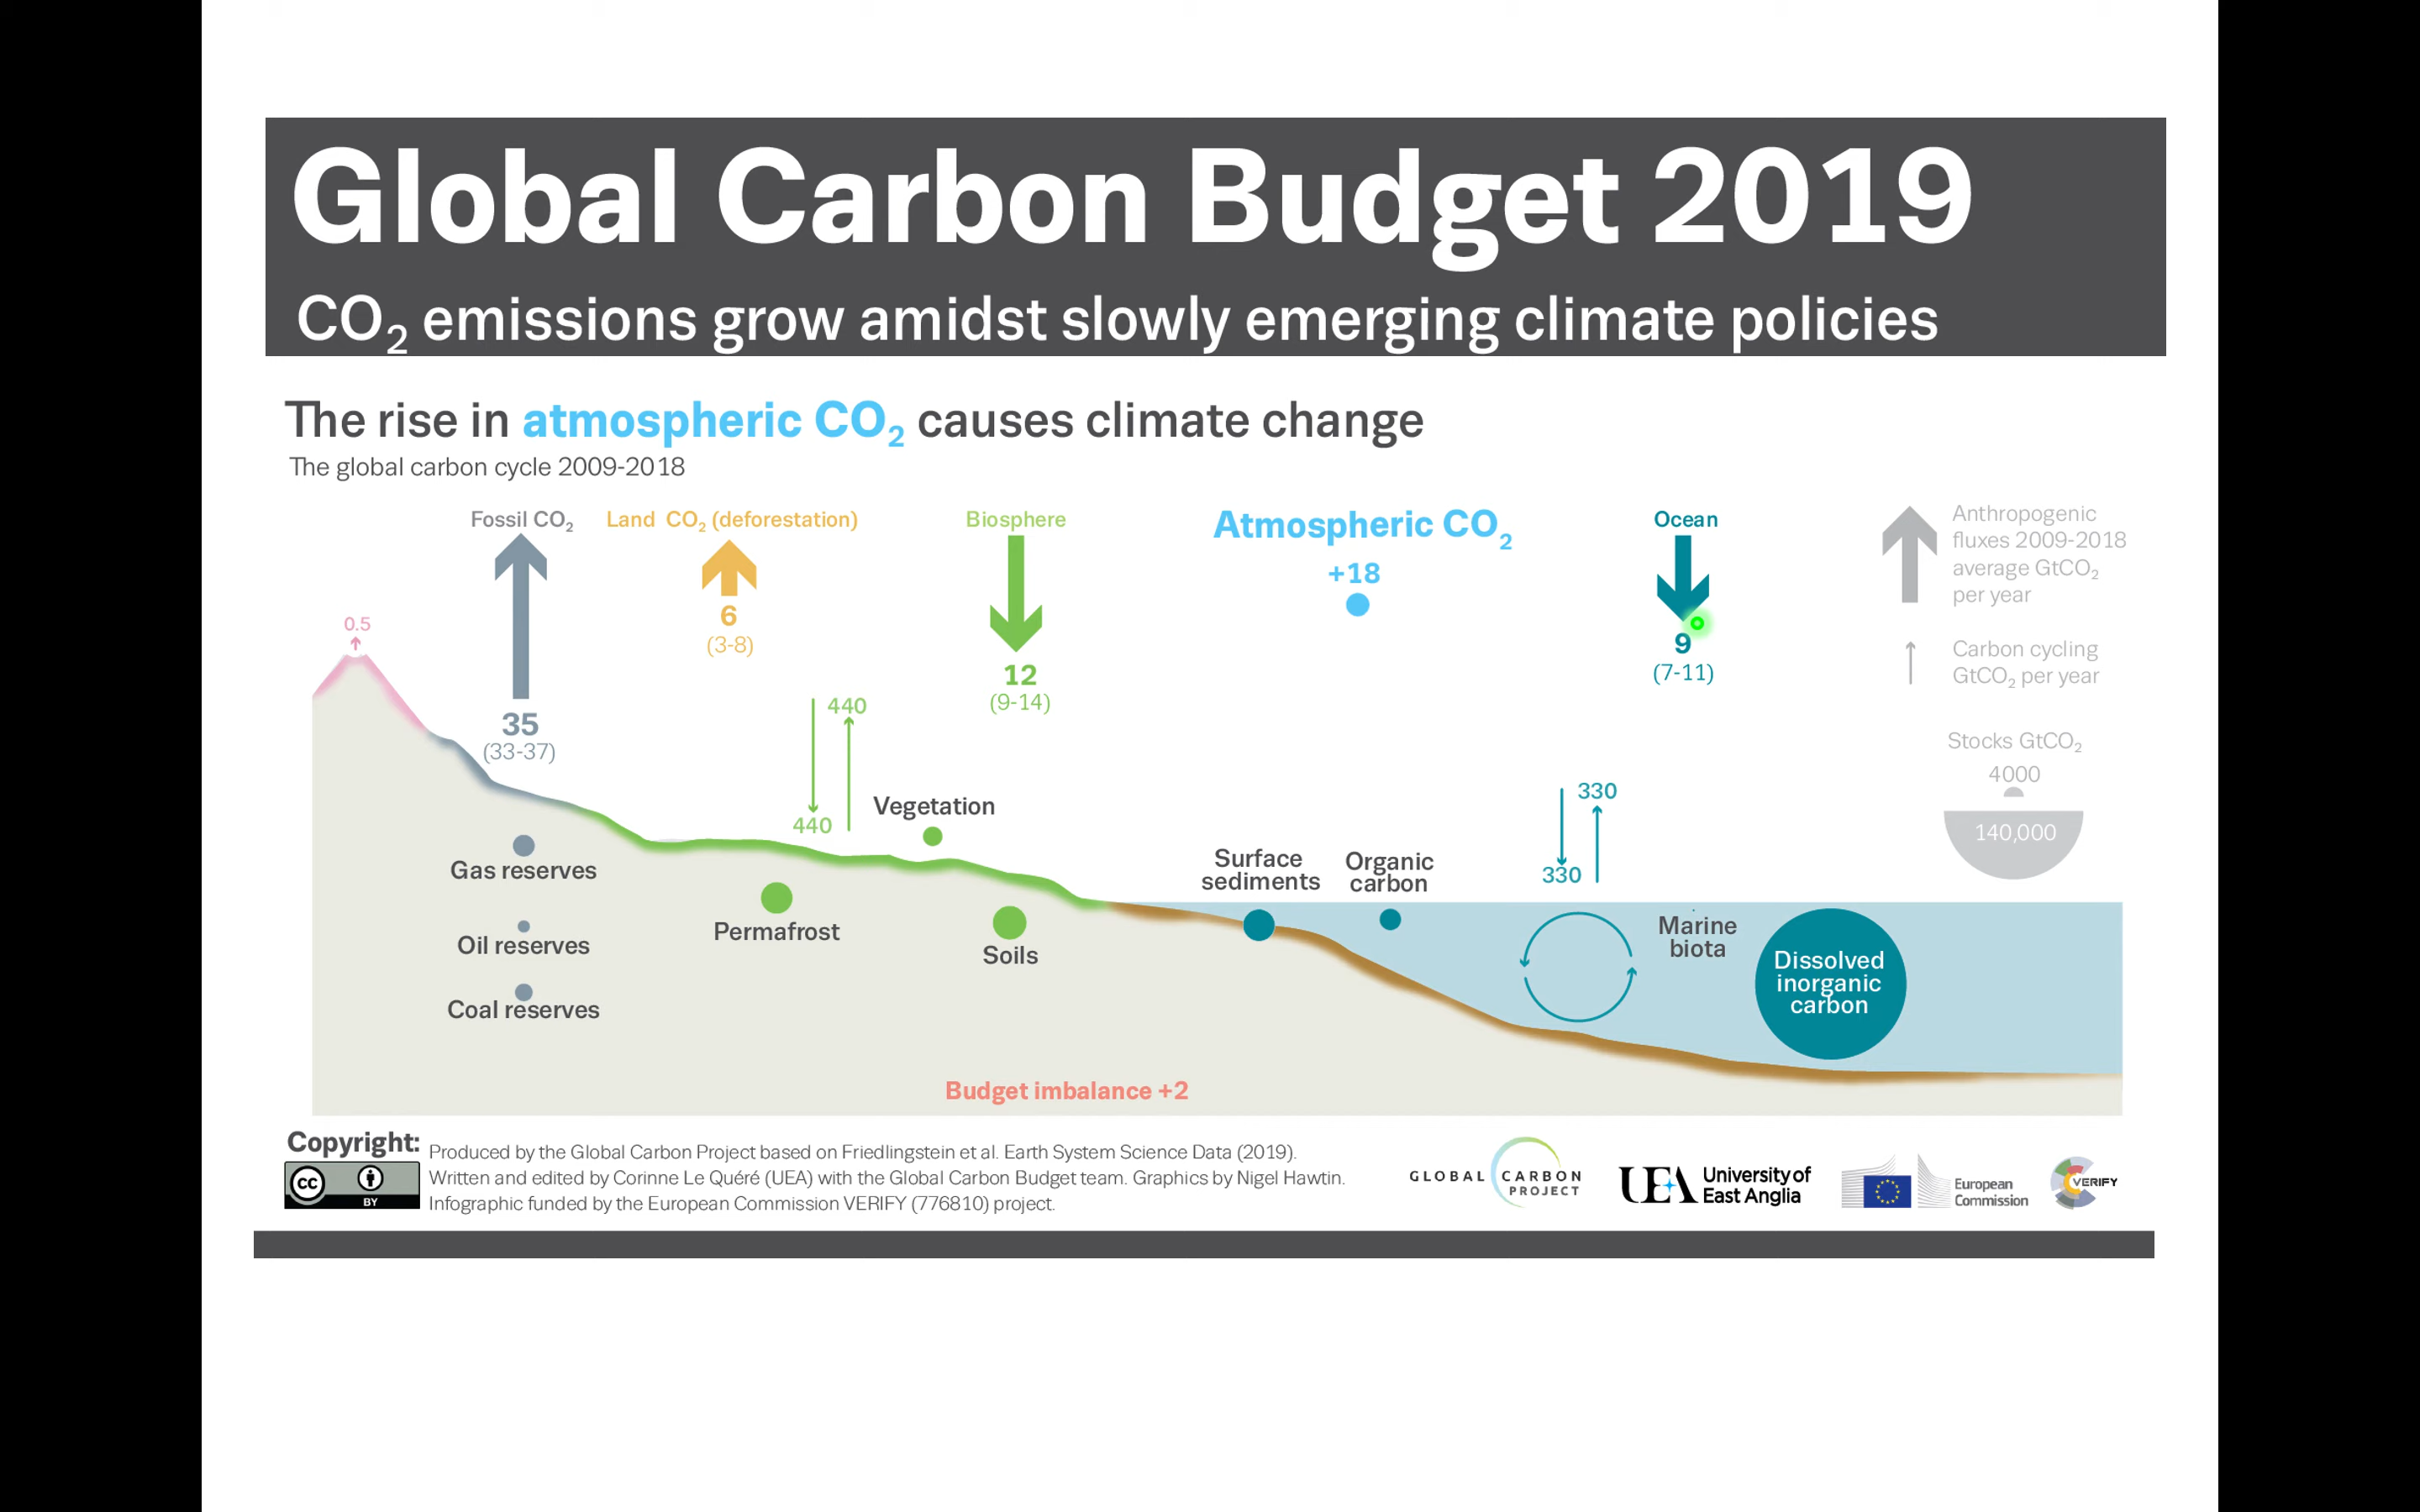 Global Carbon Budget 2019
CO₂ emissions grow amidst slowly emerging climate policies
The rise in atmospheric CO₂ causes climate change
The global carbon cycle 2009-2018
Fossil CO₂
35
(33-37)
Land CO₂ (deforestation)
6
(3-8)
Biosphere
12
(9-14)
Atmospheric CO₂
+18
Ocean
9
(7-11)
Anthropogenic
fluxes 2009-2018
average GtCO₂
per year
Carbon cycling
GtCO₂ per year
Stocks GtCO₂
4000
140,000
0.5
440
440
Vegetation
330
330
Gas reserves
Oil reserves
Coal reserves
Permafrost
Soils
Surface
sediments
Organic
carbon
Marine
biota
Dissolved
inorganic
carbon
Budget imbalance +2
Copyright:
cc
BY
Produced by the Global Carbon Project based on Friedlingstein et al. Earth System Science Data (2019).
Written and edited by Corinne Le Quéré (UEA) with the Global Carbon Budget team. Graphics by Nigel Hawtin.
Infographic funded by the European Commission VERIFY (776810) project.
GLOBAL CARBON
PROJECT
UEA
University of
East Anglia
European
Commission
VERIFY